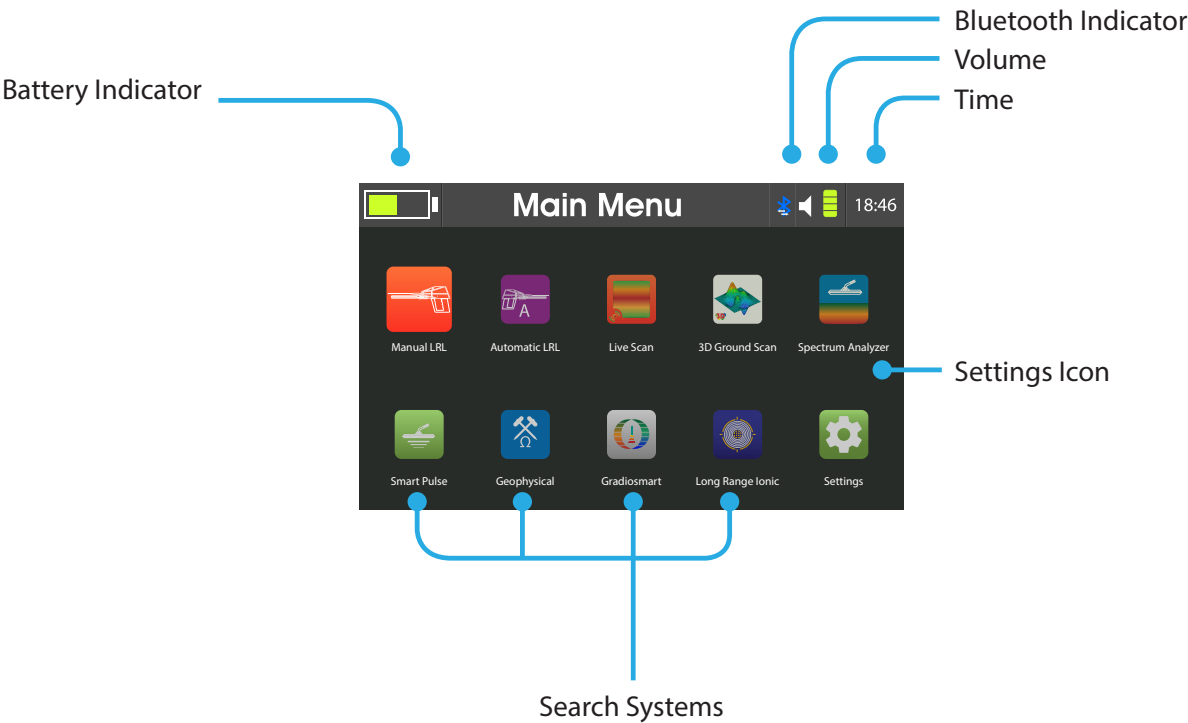 Bluetooth Indicator
Volume
Battery Indicator
Time
Main Menu
18:46
A
Manual LRL
Automatic LRL
Live Scan
3D Ground Scan
Spectrum Analyzer
Settings Icon
Ω
Smart Pulse
Geophysical
Gradiosmart
Long Range Ionic
Settings
Search Systems